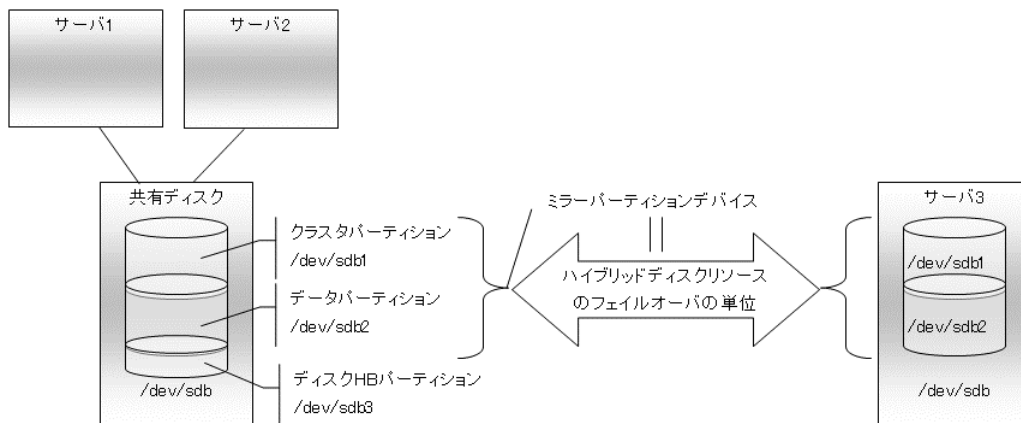 サーバ1
サーバ2
共有ディスク
クラスタパーティション
/dev/sdb1
データパーティション
/dev/sdb2
ディスクHBパーティション
/dev/sdb3
/dev/sdb
ミラーパーティションデバイス
ハイブリッドディスクリソース
のフェイルオーバの単位
サーバ3
/dev/sdb1
/dev/sdb2
/dev/sdb